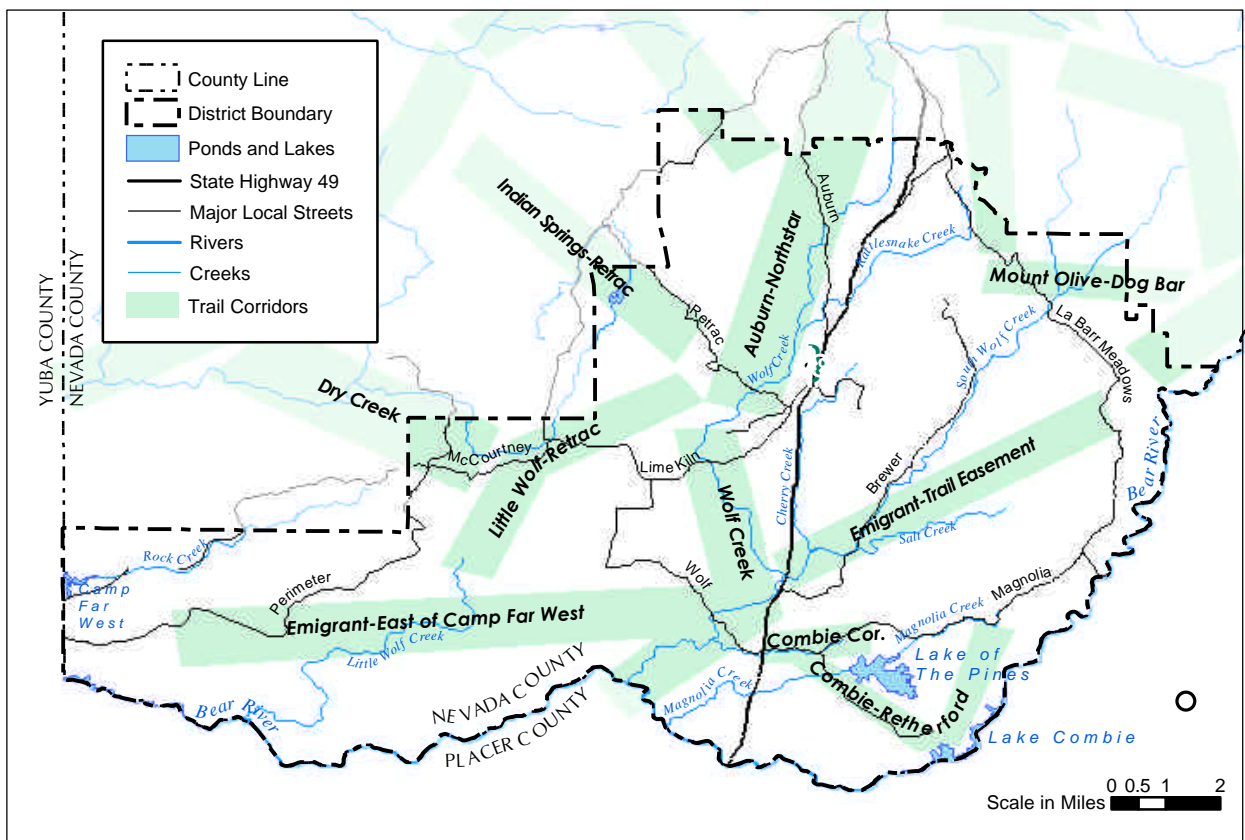 County Line
District Boundary
Ponds and Lakes
State Highway 49
Major Local Streets
Rivers
Creeks
Trail Corridors
YUBA COUNTY
NEVADA COUNTY
Indian Springs-Retrac
Auburn
Auburn-Northstar
Rattlesnake Creek
Mount Olive-Dog Bar
La Barr Meadows
Retrac
Wolf Creek
South Wolf Creek
Dry Creek
McCourtney
Little Wolf-Retrac
Lime Kiln
Wolf Creek
Cherry Creek
Brewer
Emigrant-Trail Easement
Bear River
Salt Creek
Rock Creek
Camp
Far
West
Perimeter
Wolf
Magnolia
Emigrant-East of Camp Far West
Little Wolf Creek
Combie Cor.
Magnolia Creek
Lake of
The Pines
Bear River
NEVADA COUNTY
PLACER COUNTY
Magnolia Creek
Combie-Retherford
Lake Combie
0 0.5 1 2
Scale in Miles